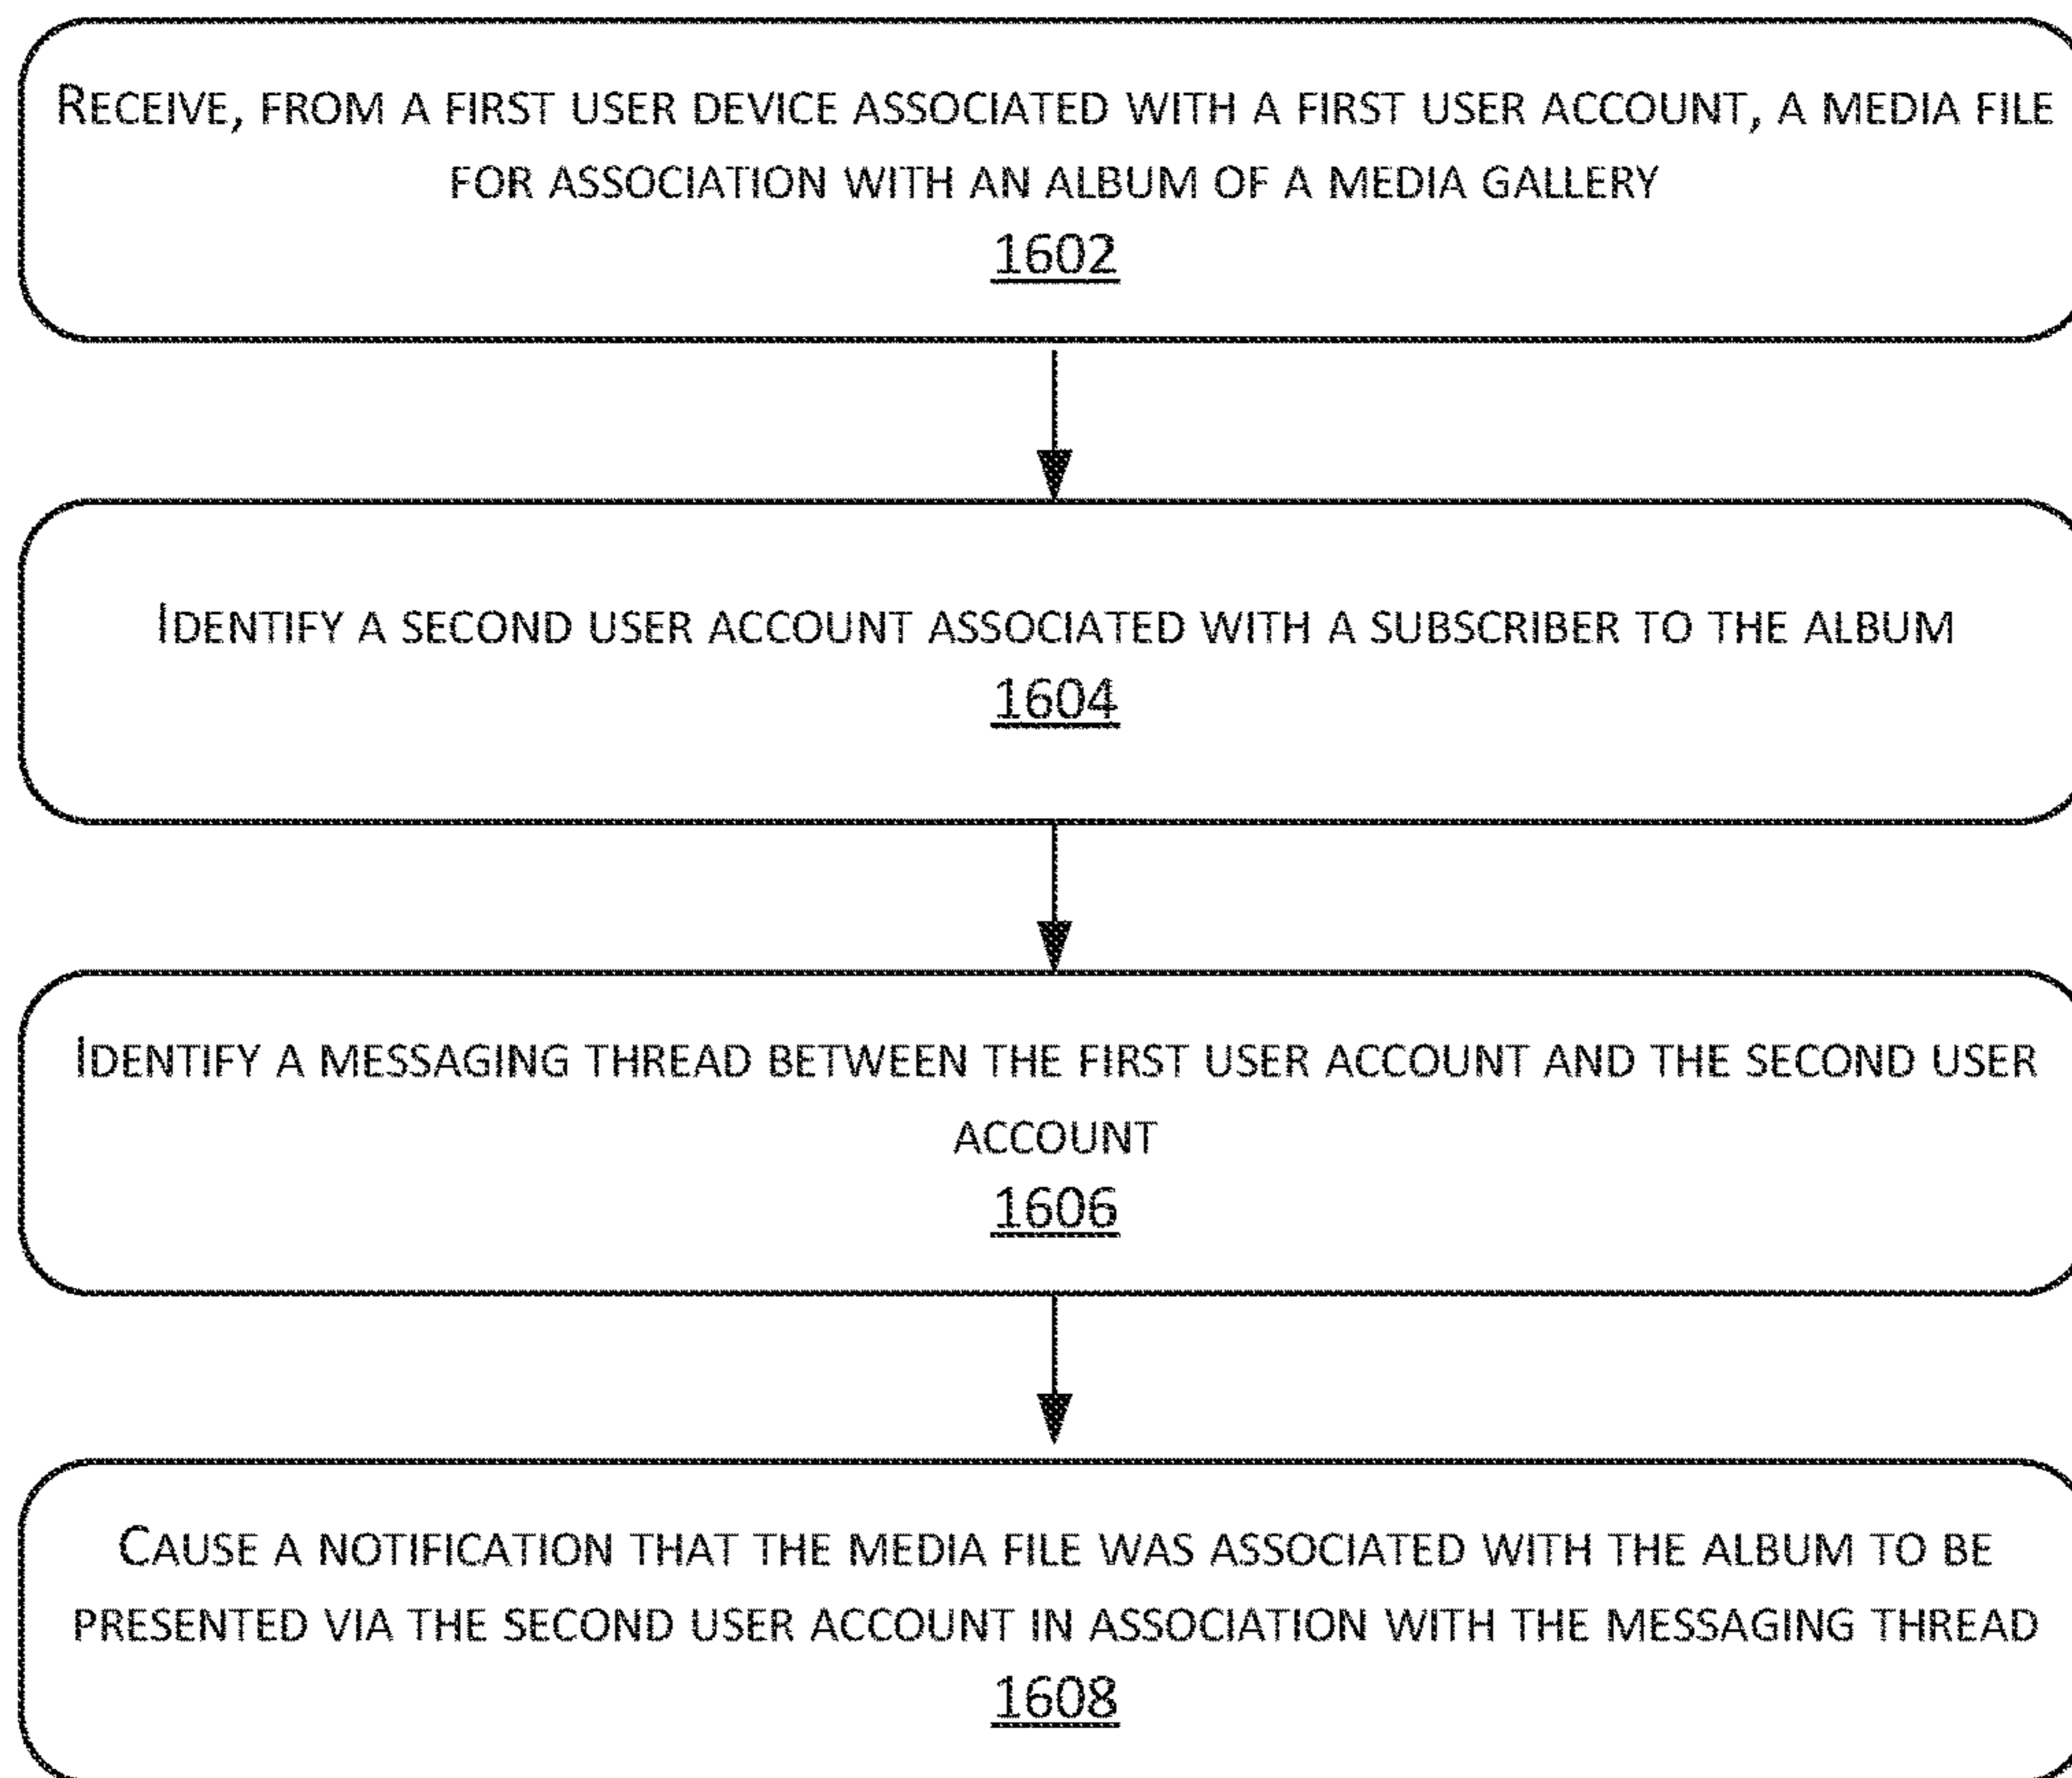 RECEIVE, FROM A FIRST USER DEVICE ASSOCIATED WITH A FIRST USER ACCOUNT, A MEDIA FILE
FOR ASSOCIATION WITH AN ALBUM OF A MEDIA GALLERY
1602
IDENTIFY A SECOND USER ACCOUNT ASSOCIATED WITH A SUBSCRIBER TO THE ALBUM
1604
IDENTIFY A MESSAGING THREAD BETWEEN THE FIRST USER ACCOUNT AND THE SECOND USER
ACCOUNT
1606
CAUSE A NOTIFICATION THAT THE MEDIA FILE WAS ASSOCIATED WITH THE ALBUM TO BE
PRESENTED VIA THE SECOND USER ACCOUNT IN ASSOCIATION WITH THE MESSAGING THREAD
1608